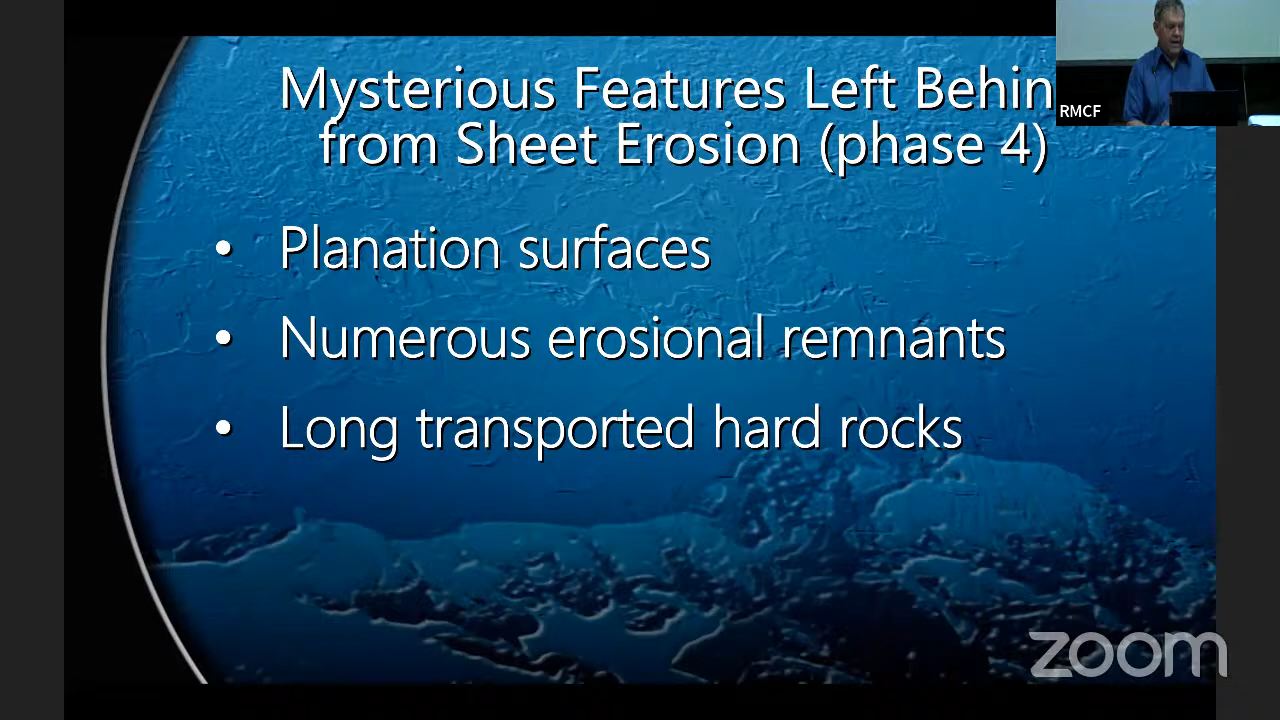 Mysterious Features Left Behin
from Sheet Erosion (phase 4)
• Planation surfaces
• Numerous erosional remnants
• Long transported hard rocks
RMCF
zoom